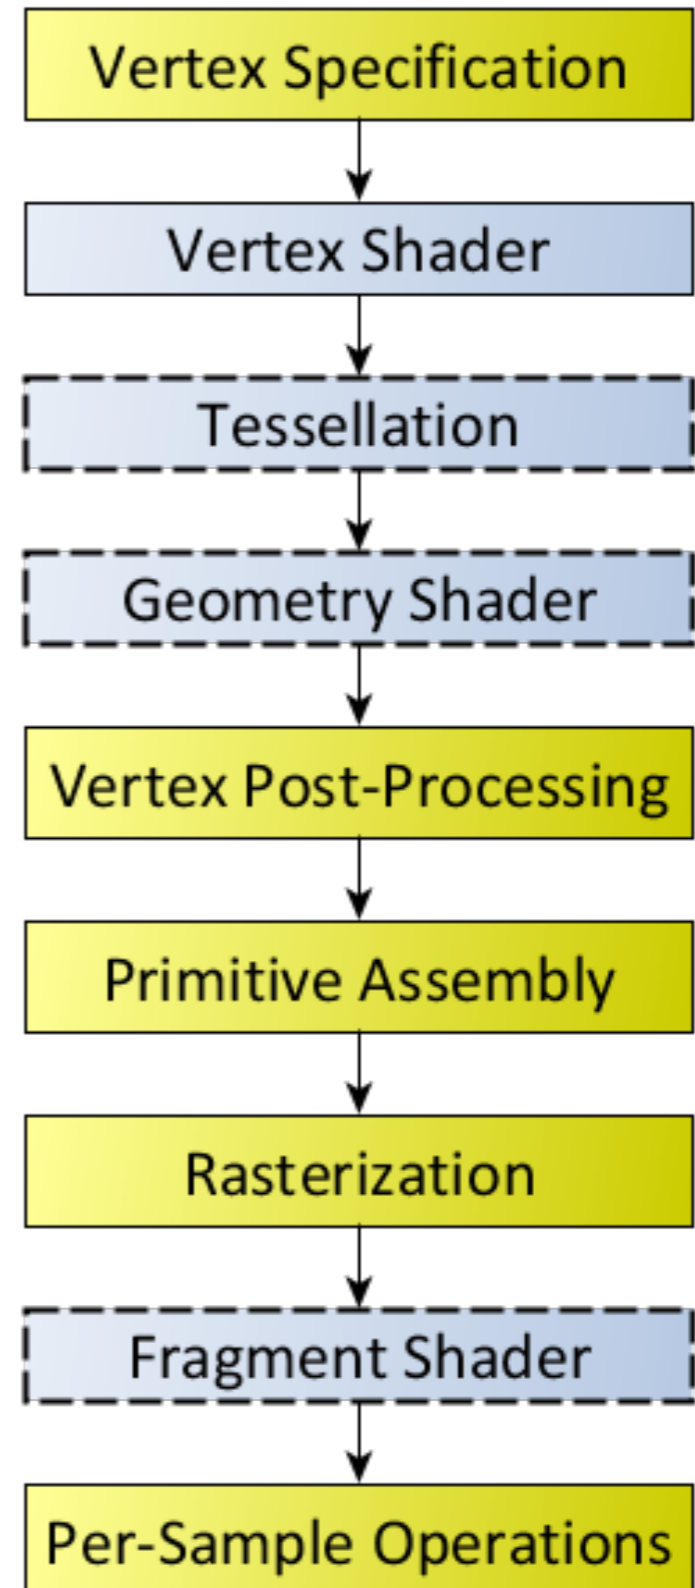 Vertex Specification
Vertex Shader
Tessellation
Geometry Shader
Vertex Post-Processing
Primitive Assembly
Rasterization
Fragment Shader
Per-Sample Operations